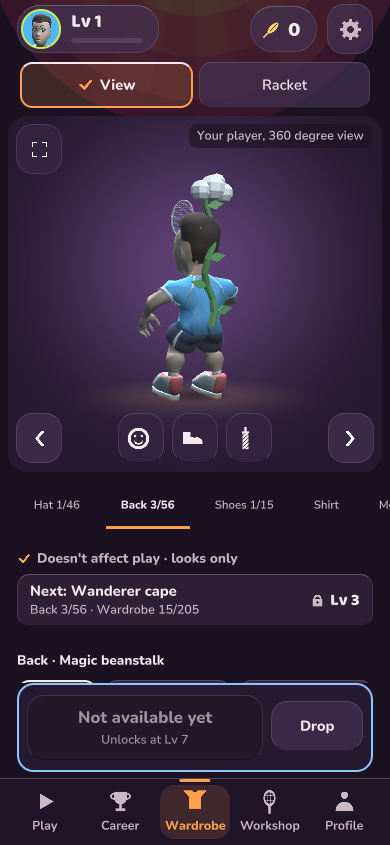 Lv 1
0
View
Racket
Your player, 360 degree view
Hat 1/46
Back 3/56
Shoes 1/15
Shirt
Doesn't affect play · looks only
Next: Wanderer cape
Back 3/56 · Wardrobe 15/205
Lv 3
Back · Magic beanstalk
Not available yet
Unlocks at Lv 7
Drop
Play
Career
Wardrobe
Workshop
Profile